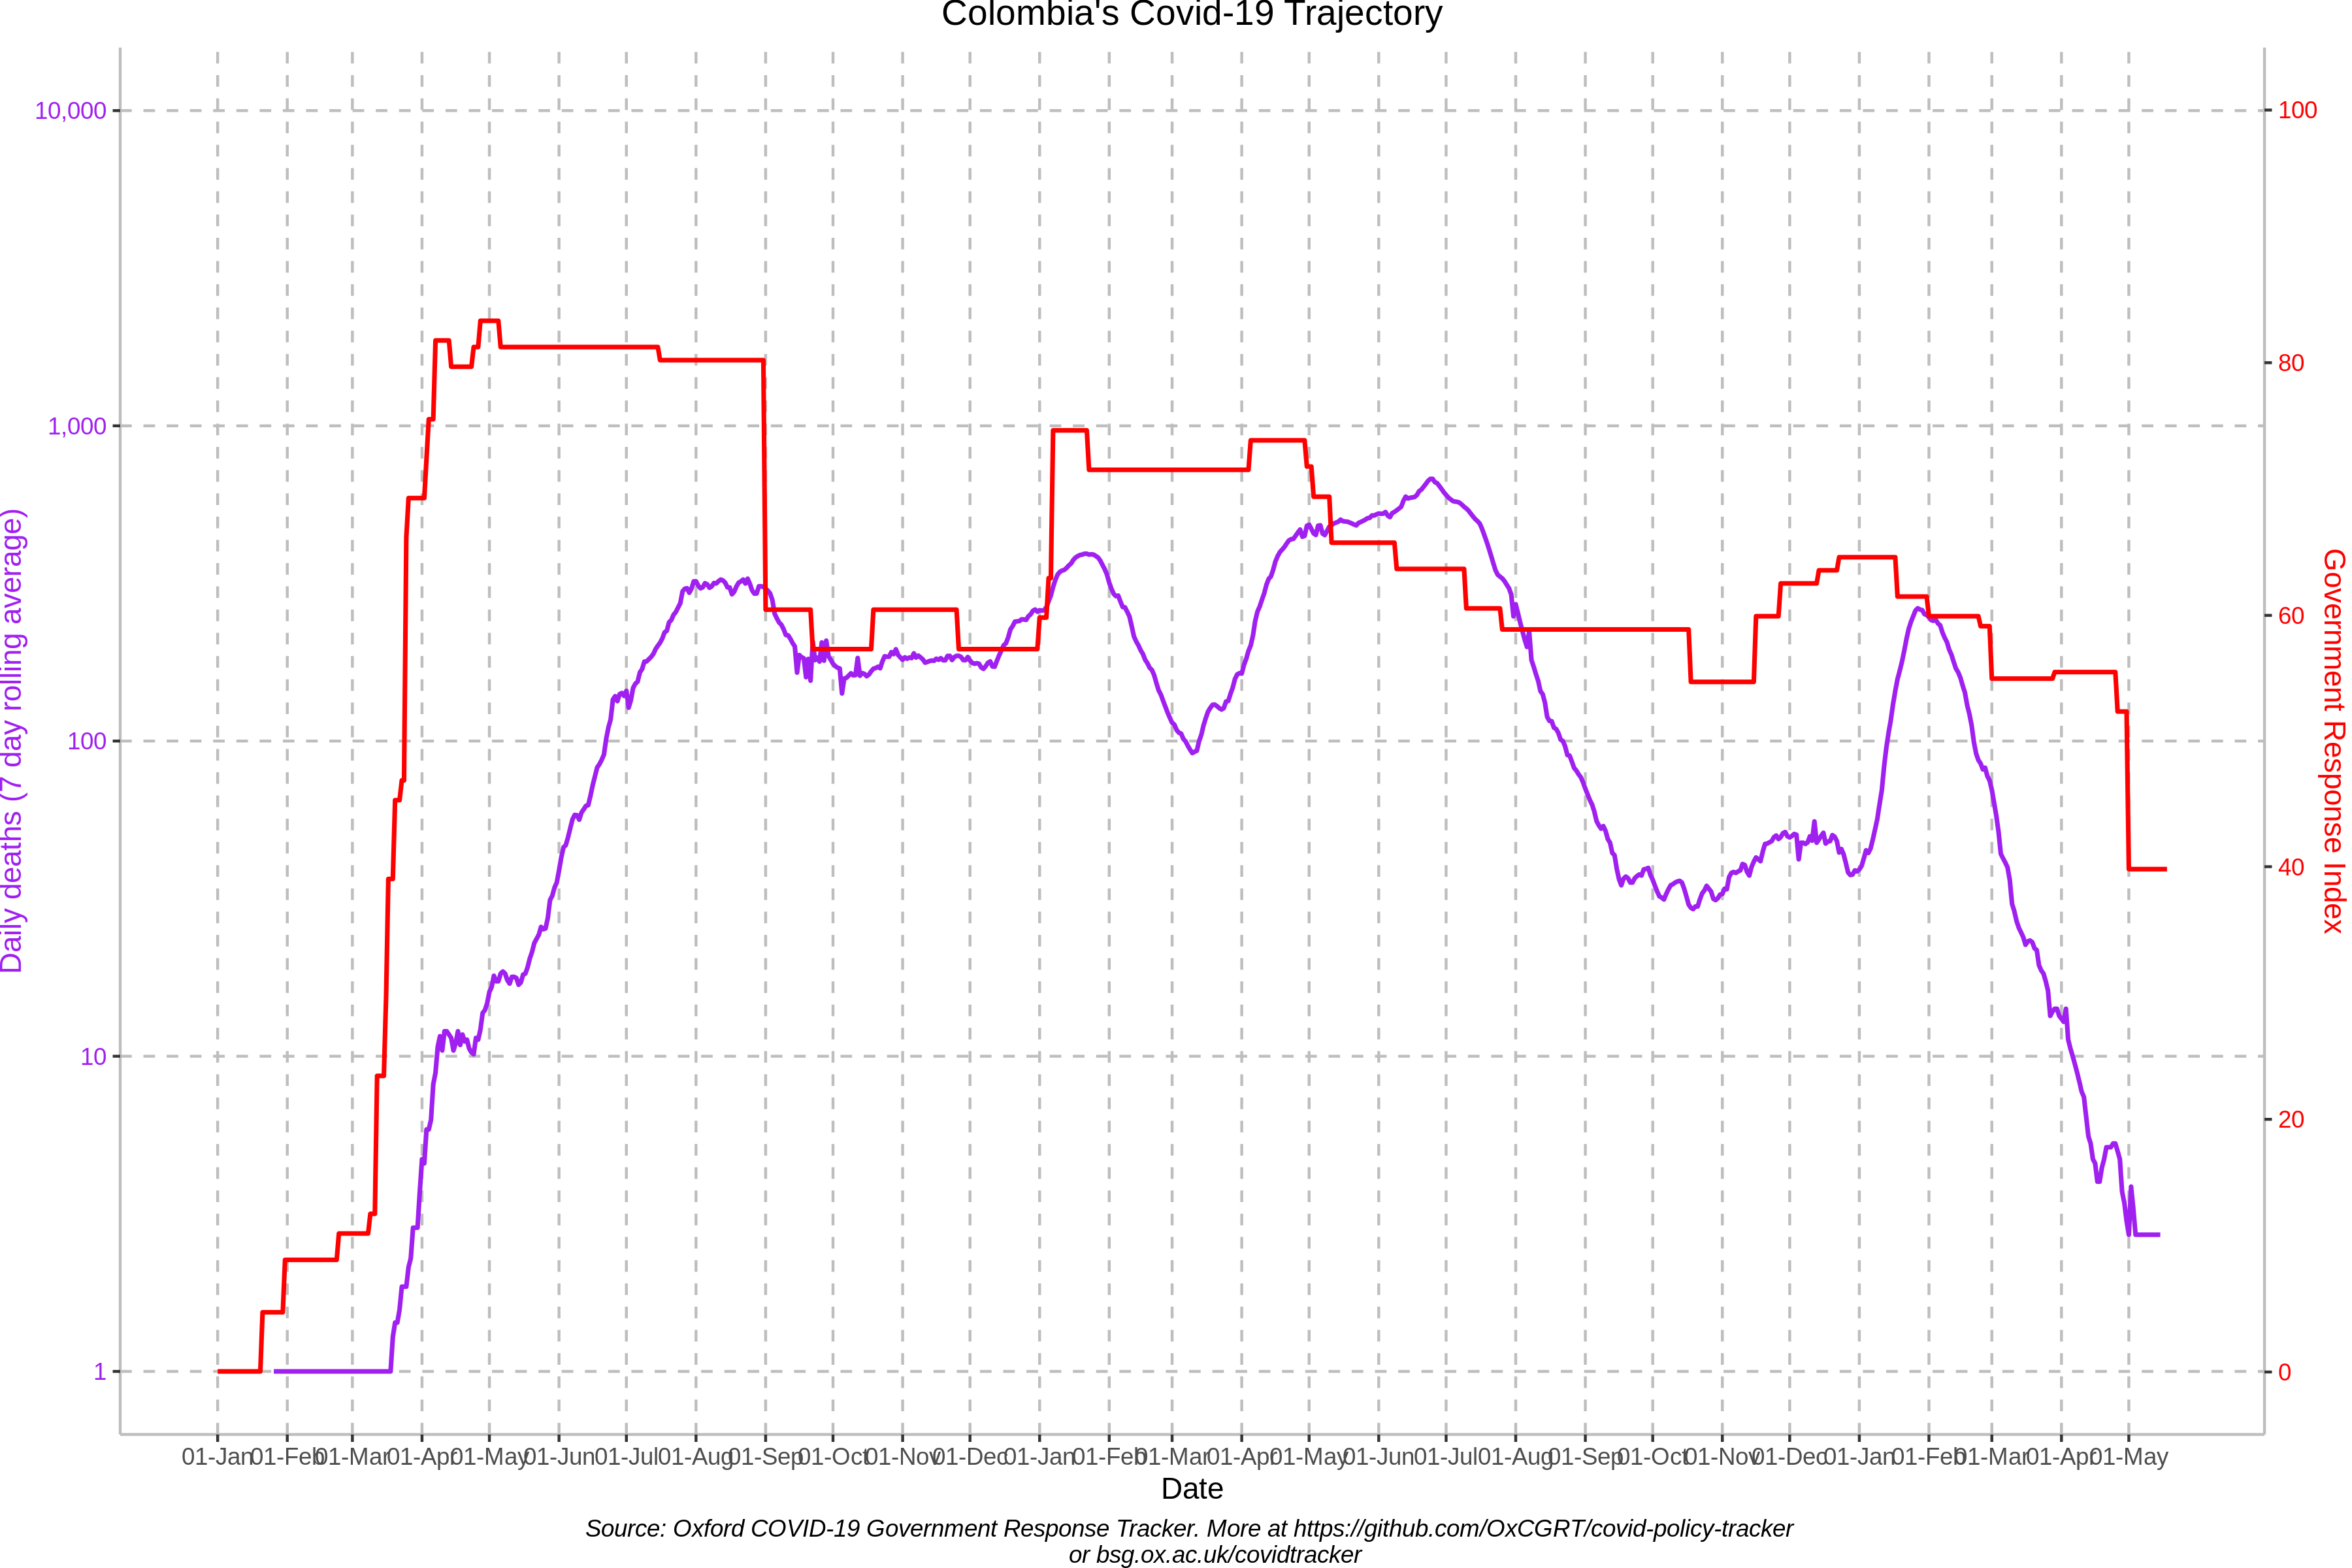 Colombia's Covid-19 Trajectory
10,000
1,000
100
10
1
Daily deaths (7 day rolling average)
100
80
60
40
20
0
Government Response Index
01-Jan 01-Feb 01-Mar 01-Apr 01-May 01-Jun 01-Jul 01-Aug 01-Sep 01-Oct 01-Nov 01-Dec 01-Jan 01-Feb 01-Mar 01-Apr 01-May 01-Jun 01-Jul 01-Aug 01-Sep 01-Oct 01-Nov 01-Dec 01-Jan 01-Feb 01-Mar 01-Apr 01-May
Date
Source: Oxford COVID-19 Government Response Tracker. More at https://github.com/OxCGRT/covid-policy-tracker
or bsg.ox.ac.uk/covidtracker